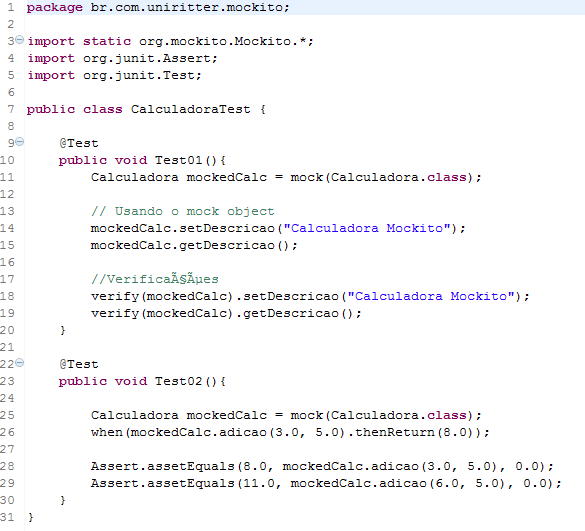 1 package br.com.uniritter.mockito;
2
3 import static org.mockito.Mockito.*;
4 import org.junit.Assert;
5 import org.junit.Test;
6
7 public class CalculadoraTest {
8
9 @Test
10 public void Test01(){
11 Calculadora mockedCalc = mock(Calculadora.class);
12
13 // Usando o mock object
14 mockedCalc.setDescricao("Calculadora Mockito");
15 mockedCalc.getDescricao();
16
17 //VerificaÃ§Ãµes
18 verify(mockedCalc).setDescricao("Calculadora Mockito");
19 verify(mockedCalc).getDescricao();
20 }
21
22 @Test
23 public void Test02(){
24
25 Calculadora mockedCalc = mock(Calculadora.class);
26 when(mockedCalc.adicao(3.0, 5.0).thenReturn(8.0));
27
28 Assert.assetEquals(8.0, mockedCalc.adicao(3.0, 5.0), 0.0);
29 Assert.assetEquals(11.0, mockedCalc.adicao(6.0, 5.0), 0.0);
30 }
31 }